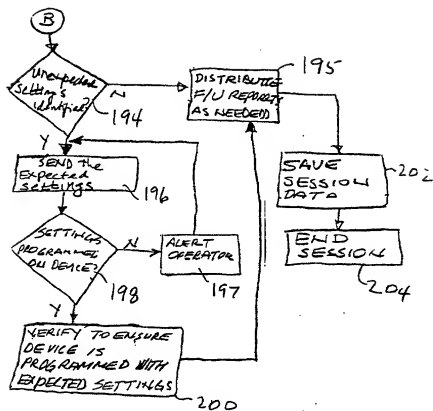 B
Unexpected
settings
identified?
194
N
Y
DISTRIBUTE
F/U REPORTS
AS NEEDED
195
SEND the
Expected
settings
196
SAVE
SESSION
DATA
202
SETTINGS
PROGRAMMED
ON DEVICE?
198
N
Y
ALERT
OPERATOR
197
END
SESSION
204
VERIFY TO ENSURE
DEVICE IS
PROGRAMMED WITH
EXPECTED SETTINGS
200